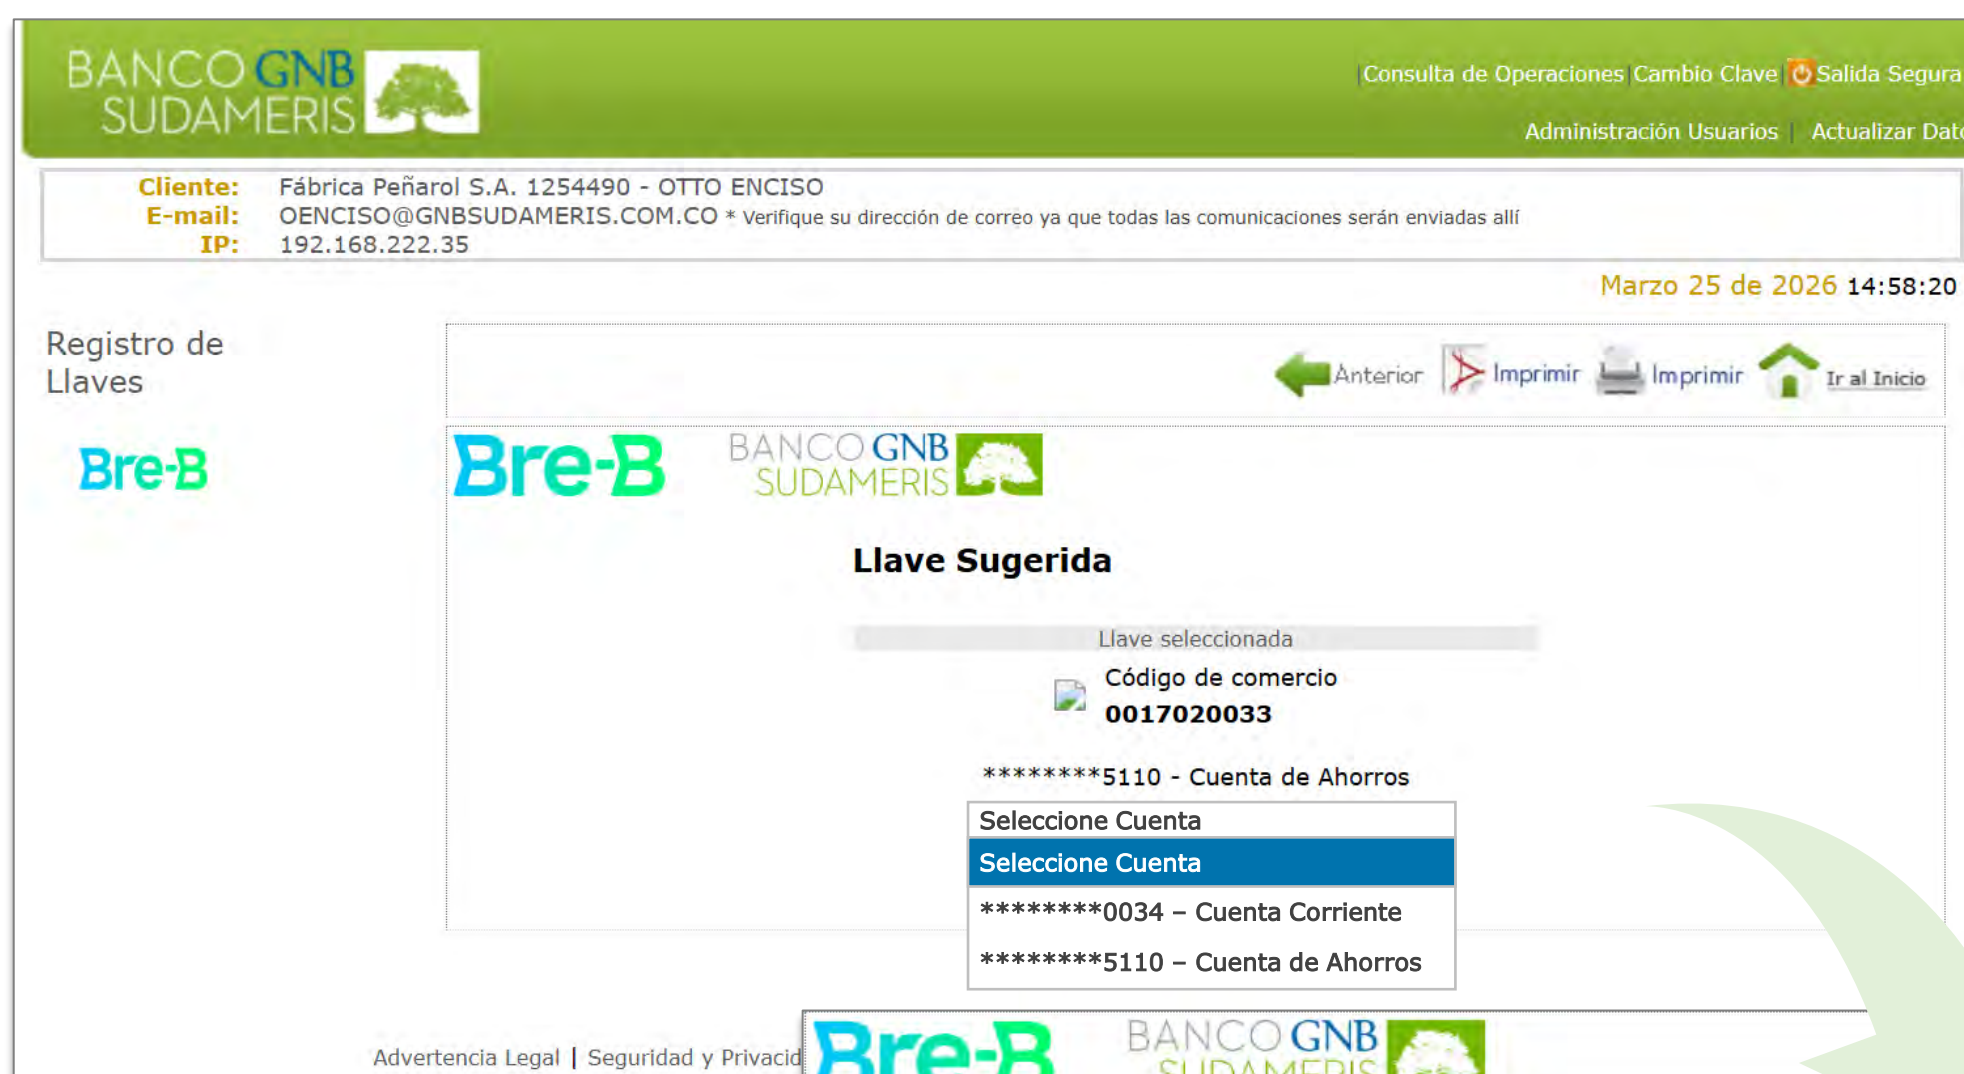 BANCO GNB
SUDAMERIS
|Consulta de Operaciones|Cambio Clave|Salida Segura
Administración Usuarios | Actualizar Dato
Cliente: Fábrica Peñarol S.A. 1254490 - OTTO ENCISO
E-mail: OENCISO@GNBSUDAMERIS.COM.CO * Verifique su dirección de correo ya que todas las comunicaciones serán enviadas allí
IP: 192.168.222.35
Marzo 25 de 2026 14:58:20
Registro de
Llaves
Anterior Imprimir Imprimir Ir al Inicio
Bre-B
Bre-B BANCO GNB
SUDAMERIS
Llave Sugerida
Llave seleccionada
Código de comercio
0017020033
********5110 - Cuenta de Ahorros
Seleccione Cuenta
Seleccione Cuenta
********0034 – Cuenta Corriente
********5110 – Cuenta de Ahorros
Advertencia Legal | Seguridad y Privacid
Bre-B BANCO GNB
SUDAMERIS